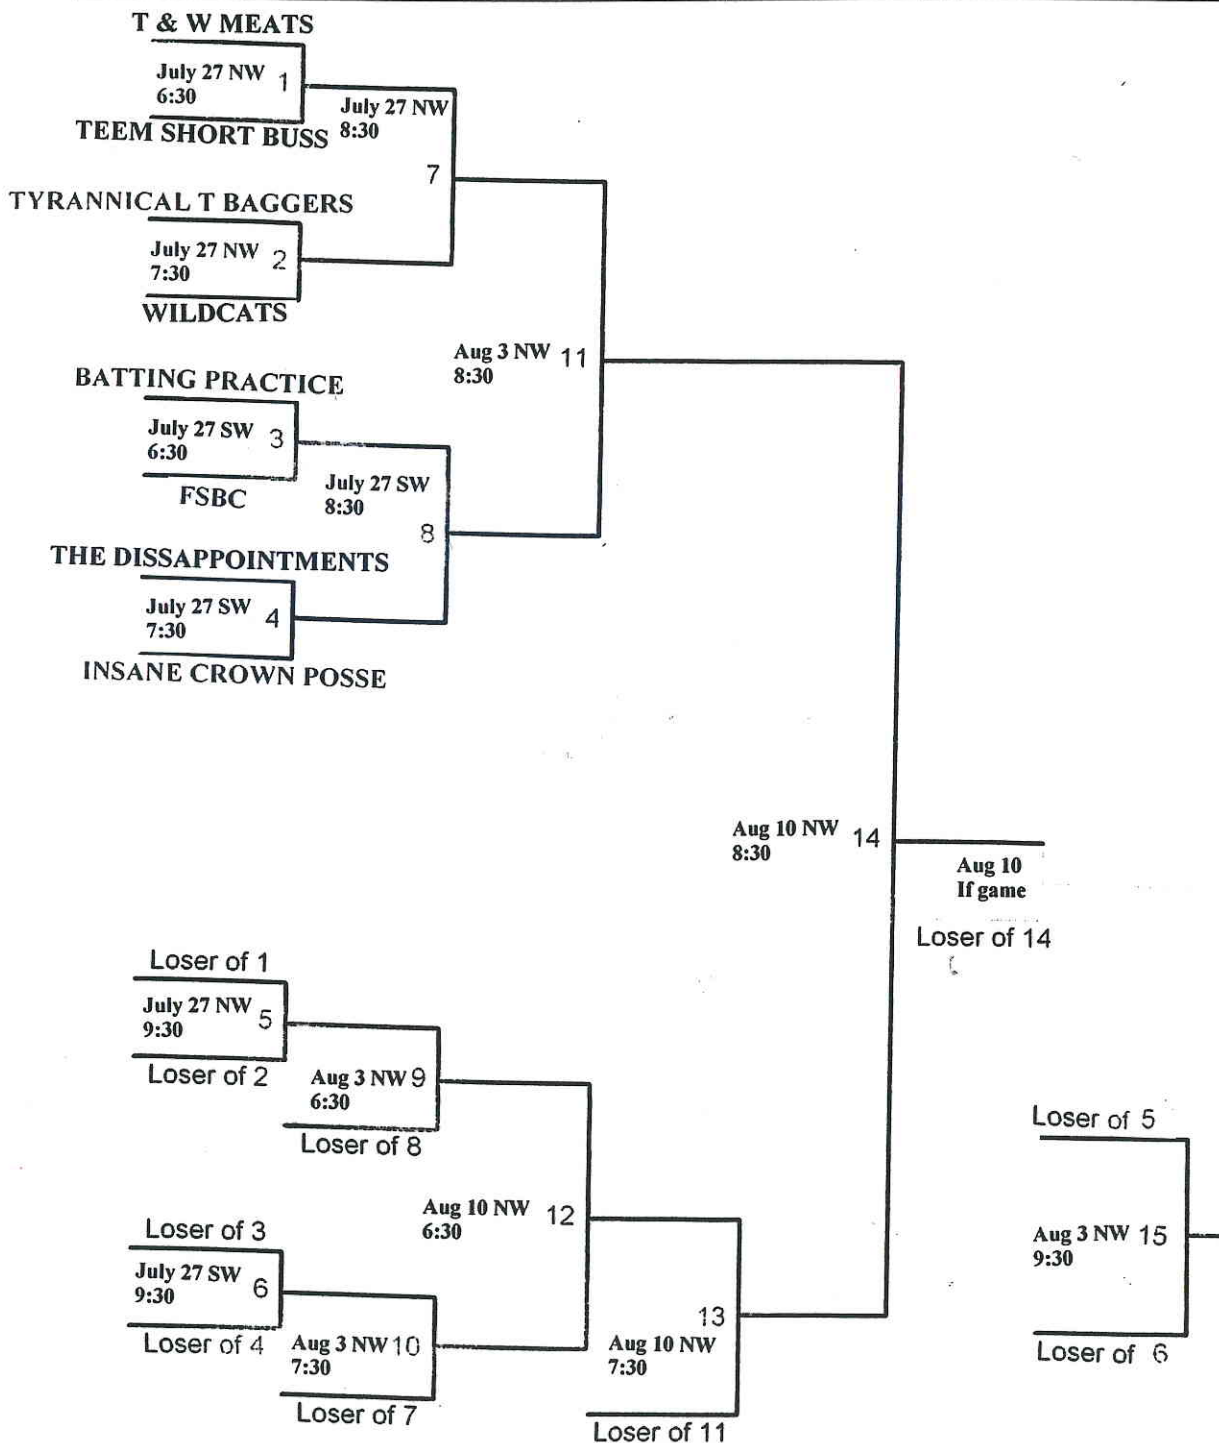 T & W MEATS
July 27 NW 1
6:30
TEEM SHORT BUSS
July 27 NW
8:30
7
TYRANNICAL T BAGGERS
July 27 NW 2
7:30
WILDCATS
Aug 3 NW 11
8:30
BATTING PRACTICE
July 27 SW 3
6:30
FSBC
July 27 SW
8:30
8
THE DISSAPPOINTMENTS
July 27 SW 4
7:30
INSANE CROWN POSSE
Aug 10 NW 14
8:30
Aug 10
If game
Loser of 14
Loser of 1
July 27 NW 5
9:30
Loser of 2
Aug 3 NW 9
6:30
Loser of 8
Aug 10 NW 12
6:30
Loser of 3
July 27 SW 6
9:30
Loser of 4
Aug 3 NW 10
7:30
Loser of 7
13
Aug 10 NW
7:30
Loser of 11
Loser of 5
Aug 3 NW 15
9:30
Loser of 6